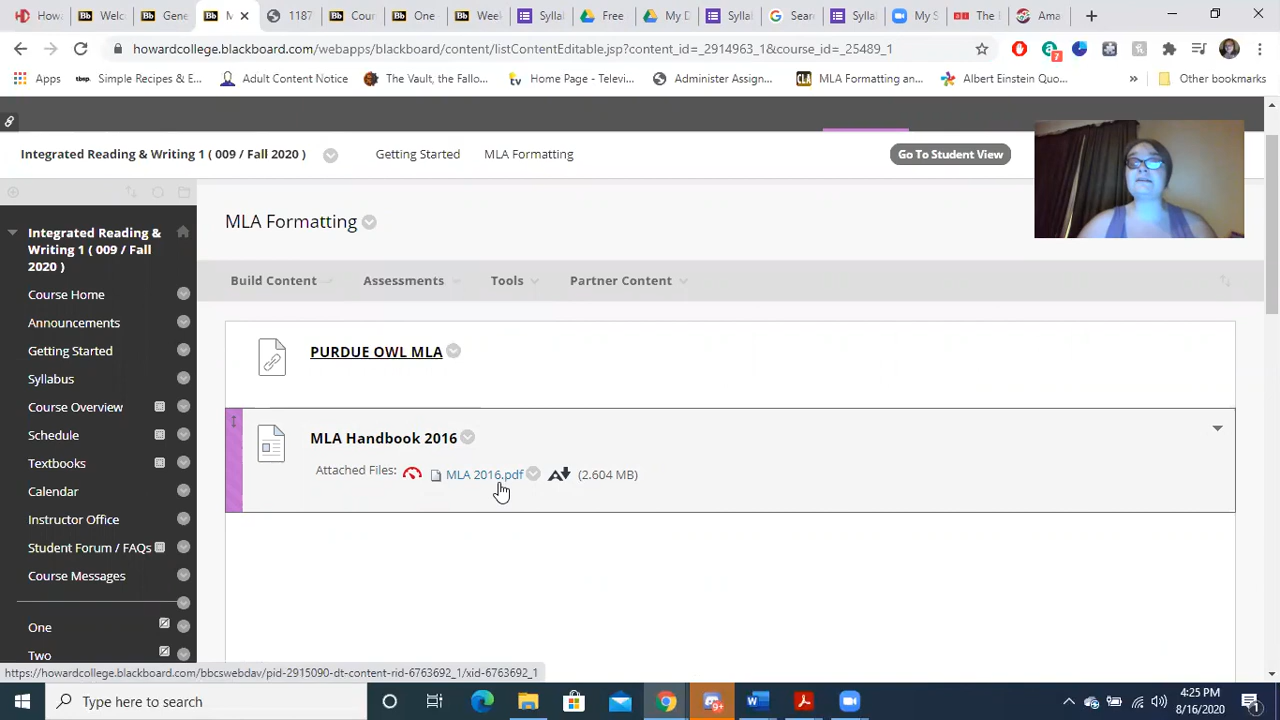 How
Welc
Gene
M
1187
Cour
One
Week
Sylla
Free
My D
Sylla
Sear
Sylla
My S
The I
Ama
howardcollege.blackboard.com/webapps/blackboard/content/listContentEditable.jsp?content_id=_2914963_1&course_id=_25489_1
Apps
Simple Recipes & E...
Adult Content Notice
The Vault, the Fallo...
Home Page - Televi...
Administe Assign...
MLA Formatting an...
Albert Einstein Quo...
Other bookmarks
Integrated Reading & Writing 1 ( 009 / Fall 2020 )
Getting Started
MLA Formatting
Go To Student View
Integrated Reading &
Writing 1 ( 009 / Fall
2020 )
Course Home
Announcements
Getting Started
Syllabus
Course Overview
Schedule
Textbooks
Calendar
Instructor Office
Student Forum / FAQs
Course Messages
One
Two
MLA Formatting
Build Content
Assessments
Tools
Partner Content
PURDUE OWL MLA
MLA Handbook 2016
Attached Files: MLA 2016.pdf (2.604 MB)
https://howardcollege.blackboard.com/bbcswebdav/pid-2915090-dt-content-rid-6763692_1/xid-6763692_1
Type here to search
4:25 PM
8/16/2020